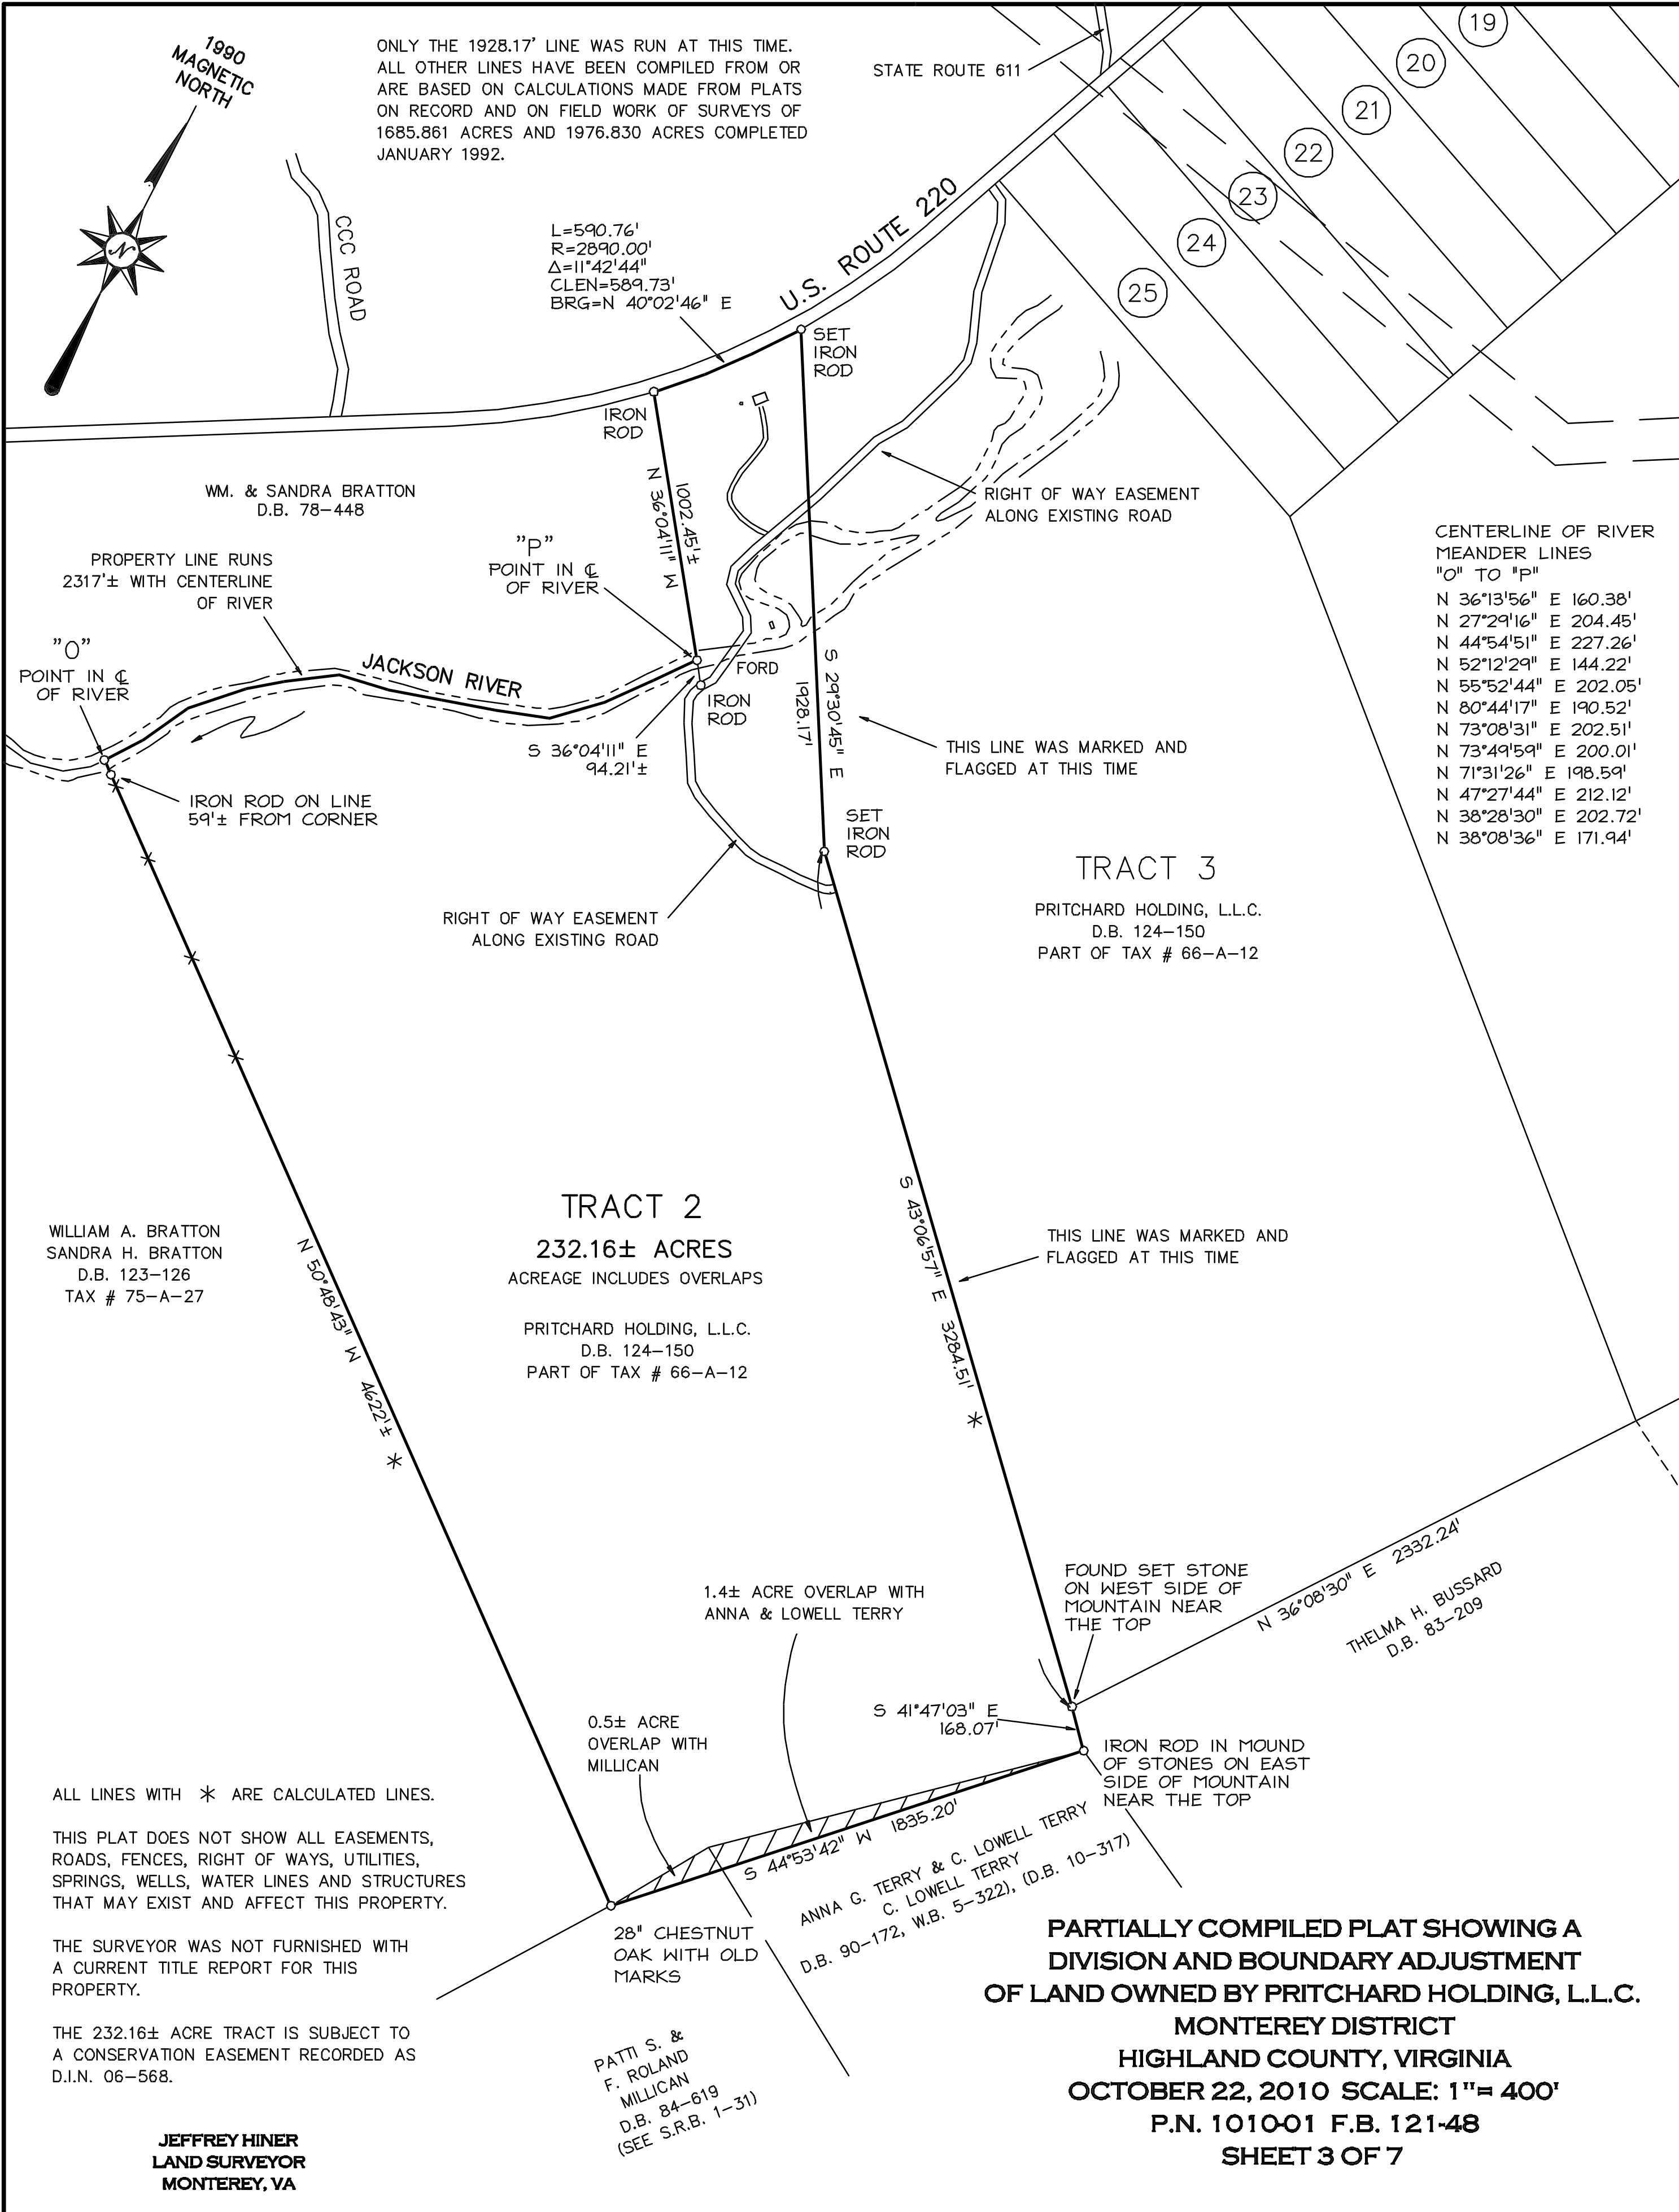 1990
MAGNETIC
NORTH
N
ONLY THE 1928.17' LINE WAS RUN AT THIS TIME.
ALL OTHER LINES HAVE BEEN COMPILED FROM OR
ARE BASED ON CALCULATIONS MADE FROM PLATS
ON RECORD AND ON FIELD WORK OF SURVEYS OF
1685.861 ACRES AND 1976.830 ACRES COMPLETED
JANUARY 1992.
STATE ROUTE 611
19
20
21
22
23
24
25
CCC ROAD
L=590.76'
R=2890.00'
Δ=11°42'44"
CLEN=589.73'
BRG=N 40°02'46" E
U.S. ROUTE 220
SET
IRON
ROD
IRON
ROD
WM. & SANDRA BRATTON
D.B. 78-448
N 36°04'11" W
1002.45'±
RIGHT OF WAY EASEMENT
ALONG EXISTING ROAD
PROPERTY LINE RUNS
2317'± WITH CENTERLINE
OF RIVER
"P"
POINT IN ℄
OF RIVER
CENTERLINE OF RIVER
MEANDER LINES
"O" TO "P"
N 36°13'56" E 160.38'
N 27°29'16" E 204.45'
N 44°54'51" E 227.26'
N 52°12'29" E 144.22'
N 55°52'44" E 202.05'
N 80°44'17" E 190.52'
N 73°08'31" E 202.51'
N 73°49'59" E 200.01'
N 71°31'26" E 198.59'
N 47°27'44" E 212.12'
N 38°28'30" E 202.72'
N 38°08'36" E 171.94'
"O"
POINT IN ℄
OF RIVER
JACKSON RIVER
FORD
IRON
ROD
S 36°04'11" E
94.21'±
S 29°30'45" E
1928.17'
THIS LINE WAS MARKED AND
FLAGGED AT THIS TIME
IRON ROD ON LINE
59'± FROM CORNER
SET
IRON
ROD
TRACT 3
PRITCHARD HOLDING, L.L.C.
D.B. 124-150
PART OF TAX # 66-A-12
RIGHT OF WAY EASEMENT
ALONG EXISTING ROAD
TRACT 2
232.16± ACRES
ACREAGE INCLUDES OVERLAPS
PRITCHARD HOLDING, L.L.C.
D.B. 124-150
PART OF TAX # 66-A-12
WILLIAM A. BRATTON
SANDRA H. BRATTON
D.B. 123-126
TAX # 75-A-27
N 50°48'43" W 4622'± *
S 43°06'57" E 3284.51' *
THIS LINE WAS MARKED AND
FLAGGED AT THIS TIME
FOUND SET STONE
ON WEST SIDE OF
MOUNTAIN NEAR
THE TOP
N 36°08'30" E 2332.24'
THELMA H. BUSSARD
D.B. 83-209
1.4± ACRE OVERLAP WITH
ANNA & LOWELL TERRY
0.5± ACRE
OVERLAP WITH
MILLICAN
S 41°47'03" E
168.07'
IRON ROD IN MOUND
OF STONES ON EAST
SIDE OF MOUNTAIN
NEAR THE TOP
S 44°53'42" W 1835.20'
ANNA G. TERRY & C. LOWELL TERRY
C. LOWELL TERRY
D.B. 90-172, W.B. 5-322), (D.B. 10-317)
28" CHESTNUT
OAK WITH OLD
MARKS
PATTI S. &
F. ROLAND
MILLICAN
D.B. 84-619
(SEE S.R.B. 1-31)
ALL LINES WITH * ARE CALCULATED LINES.
THIS PLAT DOES NOT SHOW ALL EASEMENTS,
ROADS, FENCES, RIGHT OF WAYS, UTILITIES,
SPRINGS, WELLS, WATER LINES AND STRUCTURES
THAT MAY EXIST AND AFFECT THIS PROPERTY.
THE SURVEYOR WAS NOT FURNISHED WITH
A CURRENT TITLE REPORT FOR THIS
PROPERTY.
THE 232.16± ACRE TRACT IS SUBJECT TO
A CONSERVATION EASEMENT RECORDED AS
D.I.N. 06-568.
JEFFREY HINER
LAND SURVEYOR
MONTEREY, VA
PARTIALLY COMPILED PLAT SHOWING A
DIVISION AND BOUNDARY ADJUSTMENT
OF LAND OWNED BY PRITCHARD HOLDING, L.L.C.
MONTEREY DISTRICT
HIGHLAND COUNTY, VIRGINIA
OCTOBER 22, 2010 SCALE: 1"= 400'
P.N. 1010-01 F.B. 121-48
SHEET 3 OF 7